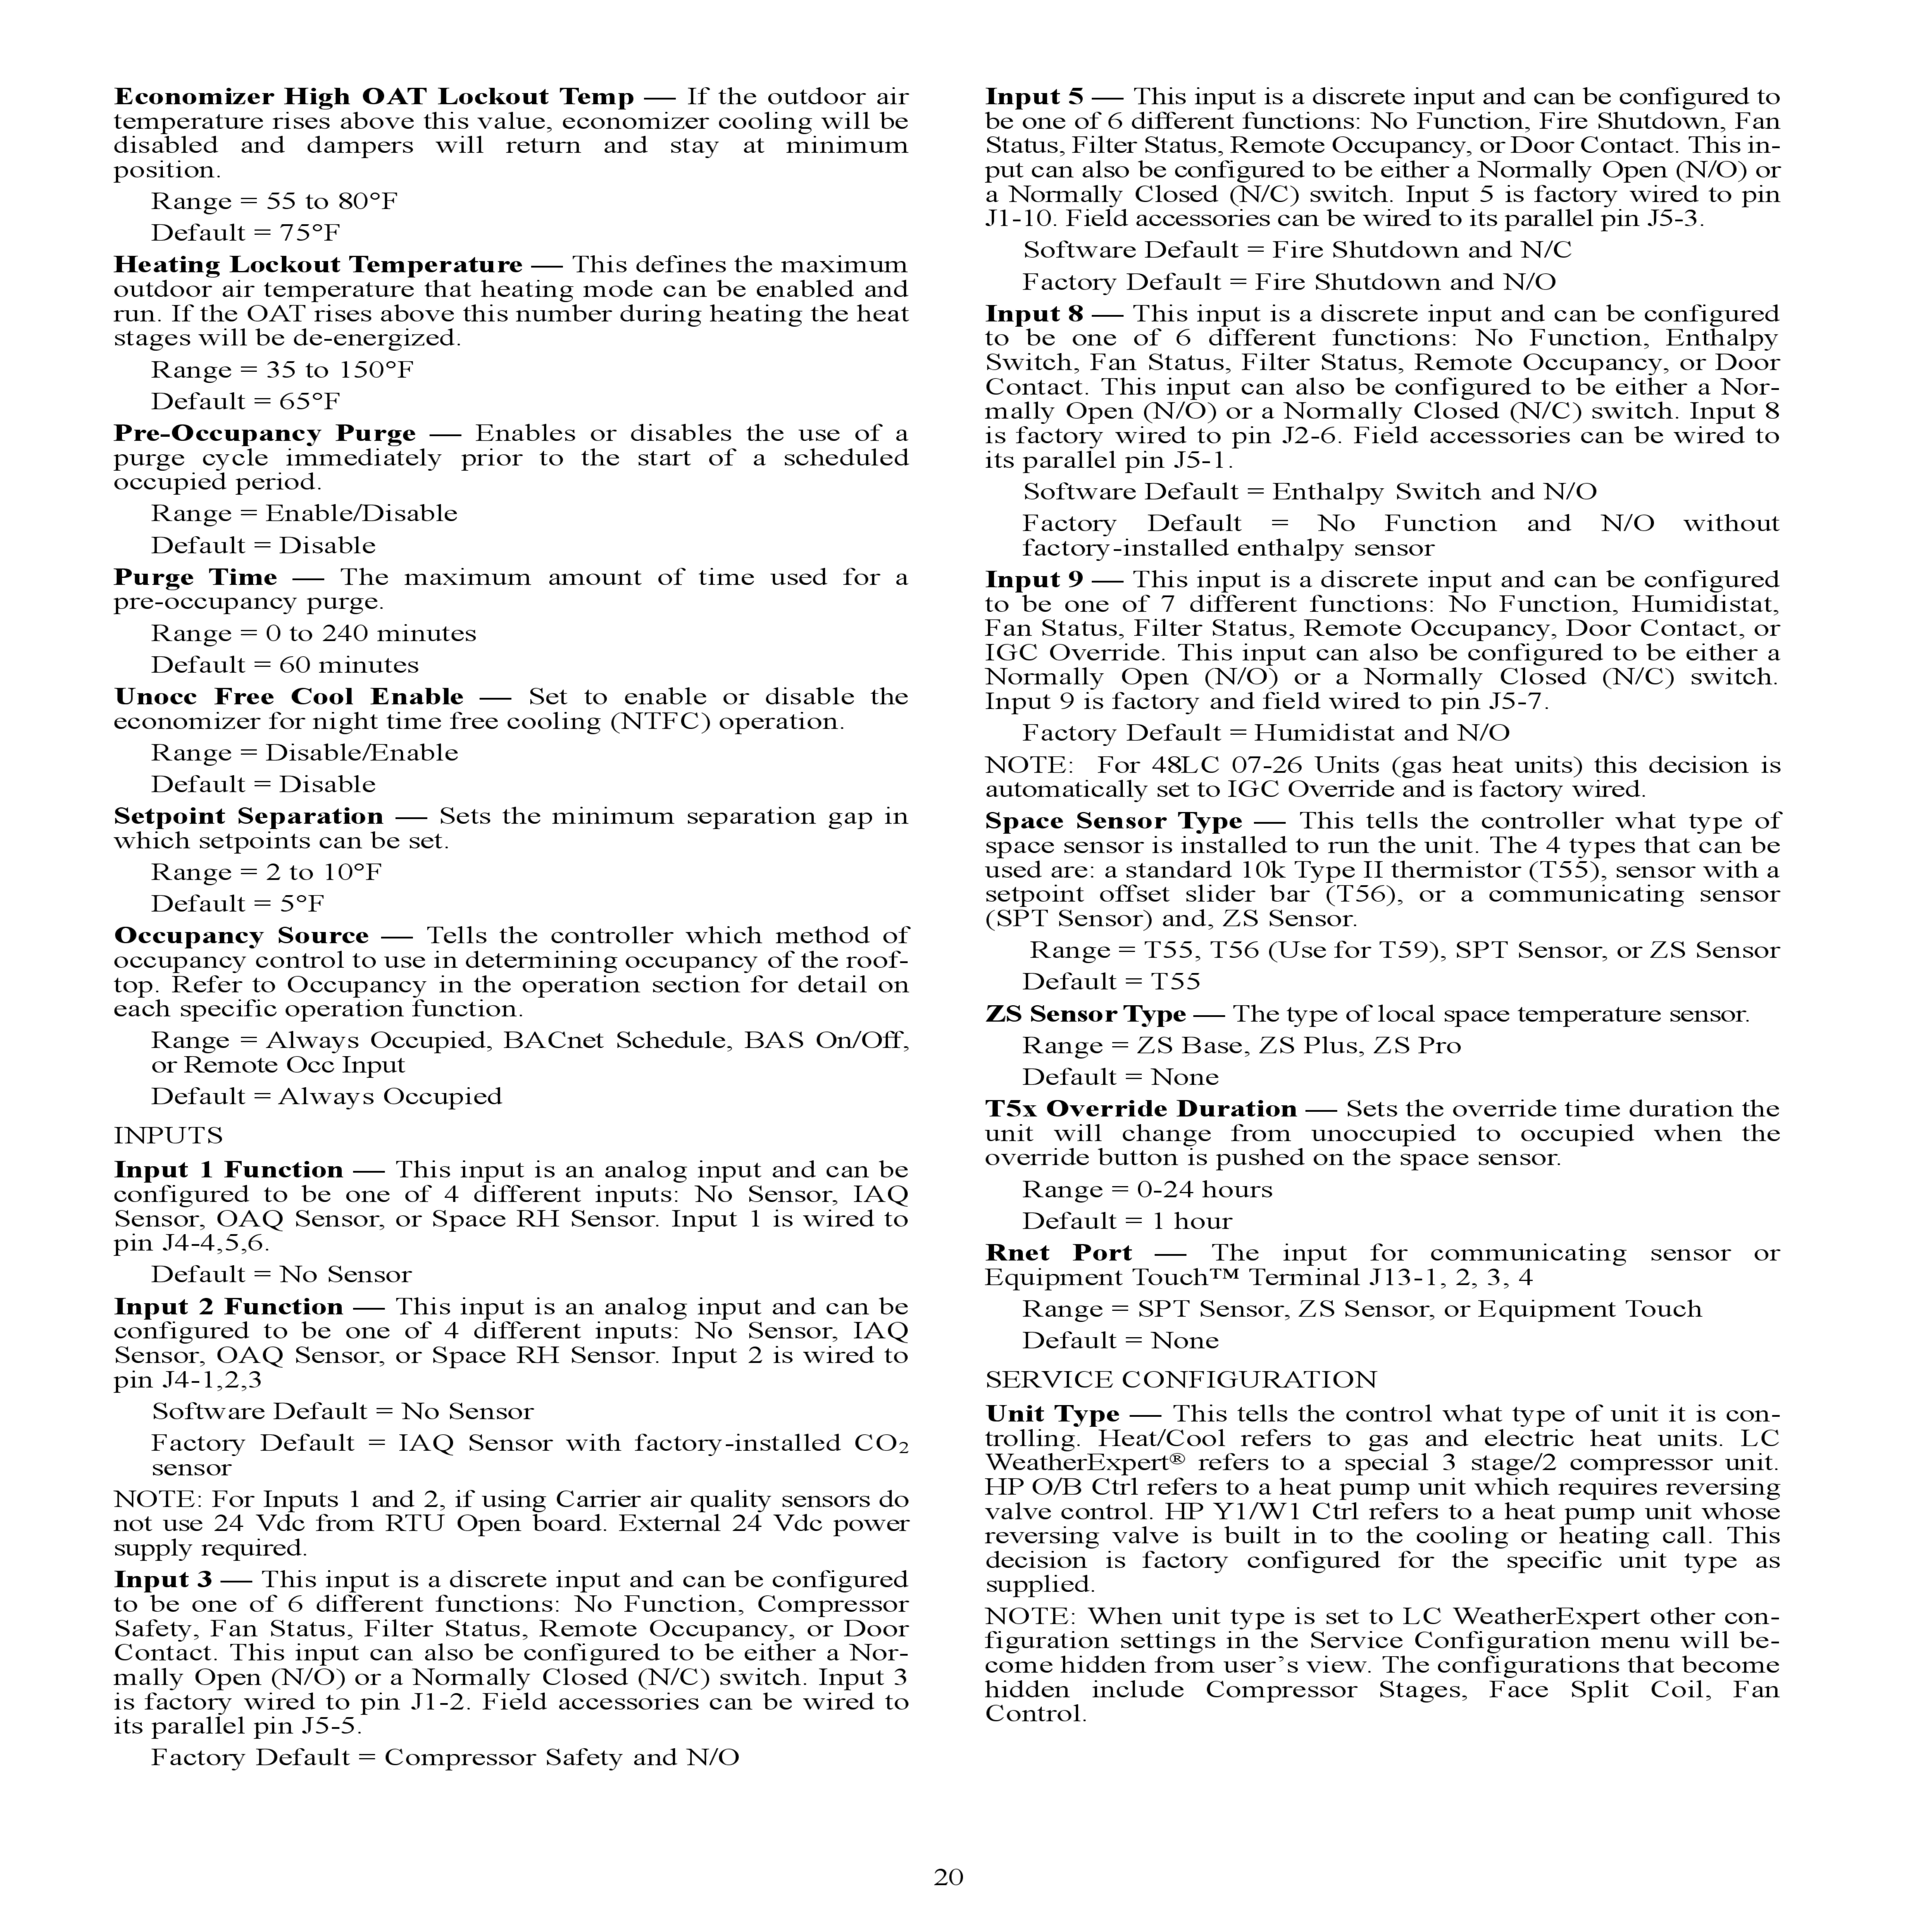 Economizer High OAT Lockout Temp — If the outdoor air
temperature rises above this value, economizer cooling will be
disabled and dampers will return and stay at minimum
position.
Range = 55 to 80°F
Default = 75°F
Heating Lockout Temperature — This defines the maximum
outdoor air temperature that heating mode can be enabled and
run. If the OAT rises above this number during heating the heat
stages will be de-energized.
Range = 35 to 150°F
Default = 65°F
Pre-Occupancy Purge — Enables or disables the use of a
purge cycle immediately prior to the start of a scheduled
occupied period.
Range = Enable/Disable
Default = Disable
Purge Time — The maximum amount of time used for a
pre-occupancy purge.
Range = 0 to 240 minutes
Default = 60 minutes
Unocc Free Cool Enable — Set to enable or disable the
economizer for night time free cooling (NTFC) operation.
Range = Disable/Enable
Default = Disable
Setpoint Separation — Sets the minimum separation gap in
which setpoints can be set.
Range = 2 to 10°F
Default = 5°F
Occupancy Source — Tells the controller which method of
occupancy control to use in determining occupancy of the roof-
top. Refer to Occupancy in the operation section for detail on
each specific operation function.
Range = Always Occupied, BACnet Schedule, BAS On/Off,
or Remote Occ Input
Default = Always Occupied
INPUTS
Input 1 Function — This input is an analog input and can be
configured to be one of 4 different inputs: No Sensor, IAQ
Sensor, OAQ Sensor, or Space RH Sensor. Input 1 is wired to
pin J4-4,5,6.
Default = No Sensor
Input 2 Function — This input is an analog input and can be
configured to be one of 4 different inputs: No Sensor, IAQ
Sensor, OAQ Sensor, or Space RH Sensor. Input 2 is wired to
pin J4-1,2,3
Software Default = No Sensor
Factory Default = IAQ Sensor with factory-installed CO₂
sensor
NOTE: For Inputs 1 and 2, if using Carrier air quality sensors do
not use 24 Vdc from RTU Open board. External 24 Vdc power
supply required.
Input 3 — This input is a discrete input and can be configured
to be one of 6 different functions: No Function, Compressor
Safety, Fan Status, Filter Status, Remote Occupancy, or Door
Contact. This input can also be configured to be either a Nor-
mally Open (N/O) or a Normally Closed (N/C) switch. Input 3
is factory wired to pin J1-2. Field accessories can be wired to
its parallel pin J5-5.
Factory Default = Compressor Safety and N/O
Input 5 — This input is a discrete input and can be configured to
be one of 6 different functions: No Function, Fire Shutdown, Fan
Status, Filter Status, Remote Occupancy, or Door Contact. This in-
put can also be configured to be either a Normally Open (N/O) or
a Normally Closed (N/C) switch. Input 5 is factory wired to pin
J1-10. Field accessories can be wired to its parallel pin J5-3.
Software Default = Fire Shutdown and N/C
Factory Default = Fire Shutdown and N/O
Input 8 — This input is a discrete input and can be configured
to be one of 6 different functions: No Function, Enthalpy
Switch, Fan Status, Filter Status, Remote Occupancy, or Door
Contact. This input can also be configured to be either a Nor-
mally Open (N/O) or a Normally Closed (N/C) switch. Input 8
is factory wired to pin J2-6. Field accessories can be wired to
its parallel pin J5-1.
Software Default = Enthalpy Switch and N/O
Factory Default = No Function and N/O without
factory-installed enthalpy sensor
Input 9 — This input is a discrete input and can be configured
to be one of 7 different functions: No Function, Humidistat,
Fan Status, Filter Status, Remote Occupancy, Door Contact, or
IGC Override. This input can also be configured to be either a
Normally Open (N/O) or a Normally Closed (N/C) switch.
Input 9 is factory and field wired to pin J5-7.
Factory Default = Humidistat and N/O
NOTE: For 48LC 07-26 Units (gas heat units) this decision is
automatically set to IGC Override and is factory wired.
Space Sensor Type — This tells the controller what type of
space sensor is installed to run the unit. The 4 types that can be
used are: a standard 10k Type II thermistor (T55), sensor with a
setpoint offset slider bar (T56), or a communicating sensor
(SPT Sensor) and, ZS Sensor.
Range = T55, T56 (Use for T59), SPT Sensor, or ZS Sensor
Default = T55
ZS Sensor Type — The type of local space temperature sensor.
Range = ZS Base, ZS Plus, ZS Pro
Default = None
T5x Override Duration — Sets the override time duration the
unit will change from unoccupied to occupied when the
override button is pushed on the space sensor.
Range = 0-24 hours
Default = 1 hour
Rnet Port — The input for communicating sensor or
Equipment Touch™ Terminal J13-1, 2, 3, 4
Range = SPT Sensor, ZS Sensor, or Equipment Touch
Default = None
SERVICE CONFIGURATION
Unit Type — This tells the control what type of unit it is con-
trolling. Heat/Cool refers to gas and electric heat units. LC
WeatherExpert® refers to a special 3 stage/2 compressor unit.
HP O/B Ctrl refers to a heat pump unit which requires reversing
valve control. HP Y1/W1 Ctrl refers to a heat pump unit whose
reversing valve is built in to the cooling or heating call. This
decision is factory configured for the specific unit type as
supplied.
NOTE: When unit type is set to LC WeatherExpert other con-
figuration settings in the Service Configuration menu will be-
come hidden from user’s view. The configurations that become
hidden include Compressor Stages, Face Split Coil, Fan
Control.
20